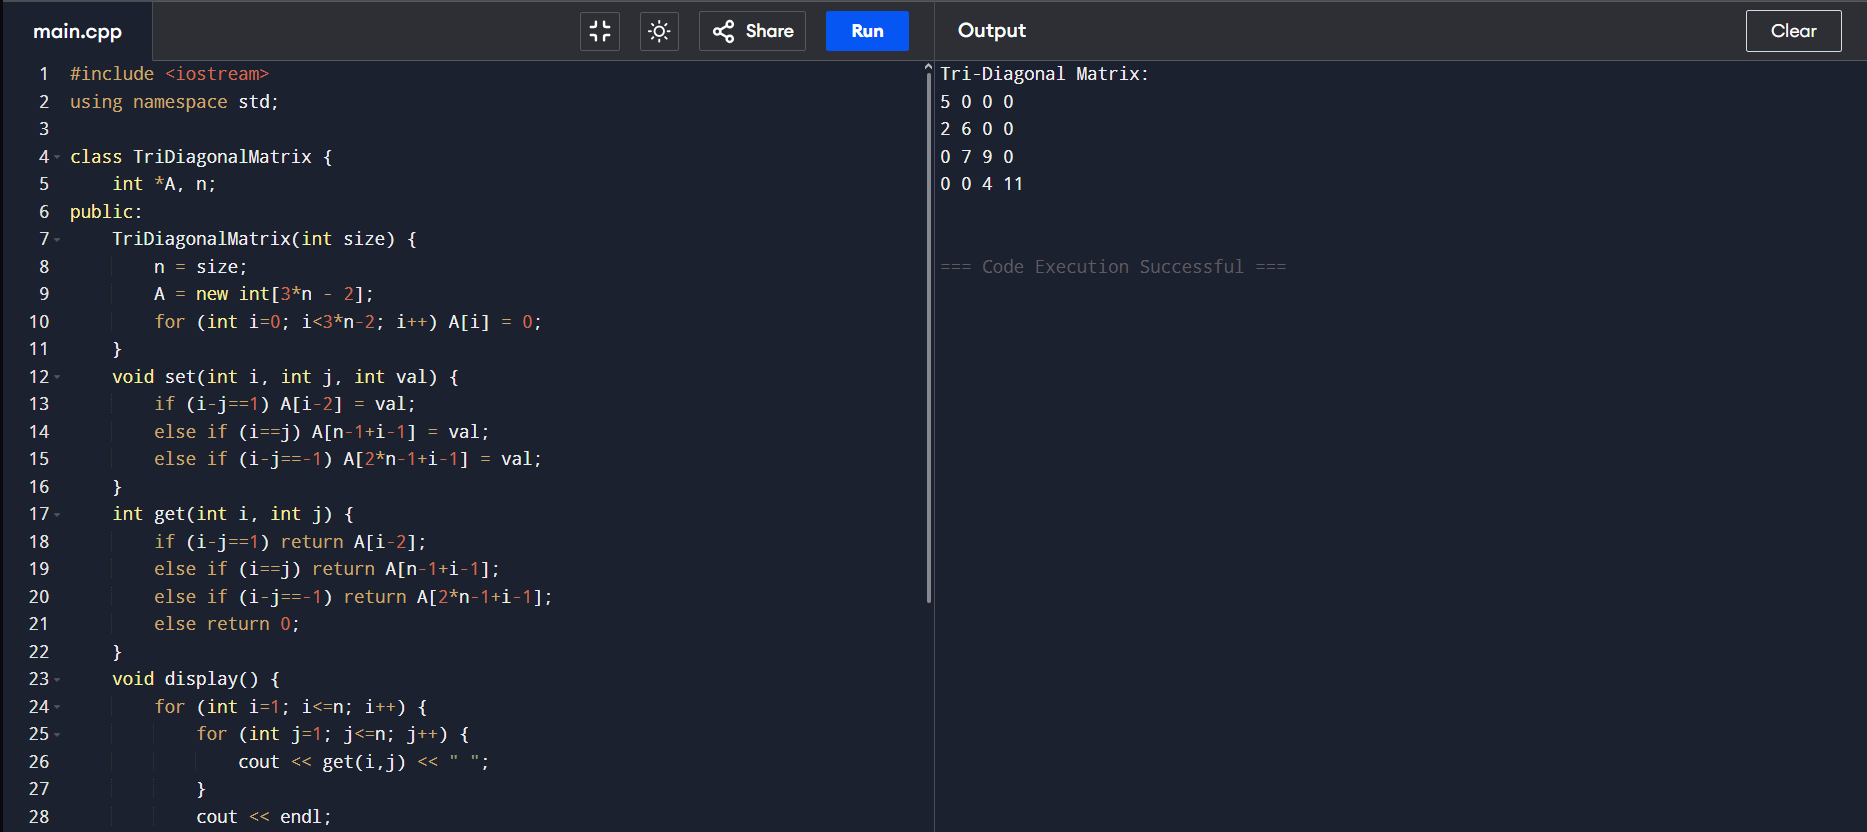 main.cpp
Share
Run
Output
Clear
1 #include <iostream>
2 using namespace std;
3
4 class TriDiagonalMatrix {
5     int *A, n;
6 public:
7     TriDiagonalMatrix(int size) {
8         n = size;
9         A = new int[3*n - 2];
10         for (int i=0; i<3*n-2; i++) A[i] = 0;
11     }
12     void set(int i, int j, int val) {
13         if (i-j==1) A[i-2] = val;
14         else if (i==j) A[n-1+i-1] = val;
15         else if (i-j==-1) A[2*n-1+i-1] = val;
16     }
17     int get(int i, int j) {
18         if (i-j==1) return A[i-2];
19         else if (i==j) return A[n-1+i-1];
20         else if (i-j==-1) return A[2*n-1+i-1];
21         else return 0;
22     }
23     void display() {
24         for (int i=1; i<=n; i++) {
25             for (int j=1; j<=n; j++) {
26                 cout << get(i,j) << " ";
27             }
28             cout << endl;
Tri-Diagonal Matrix:
5 0 0 0
2 6 0 0
0 7 9 0
0 0 4 11
=== Code Execution Successful ===